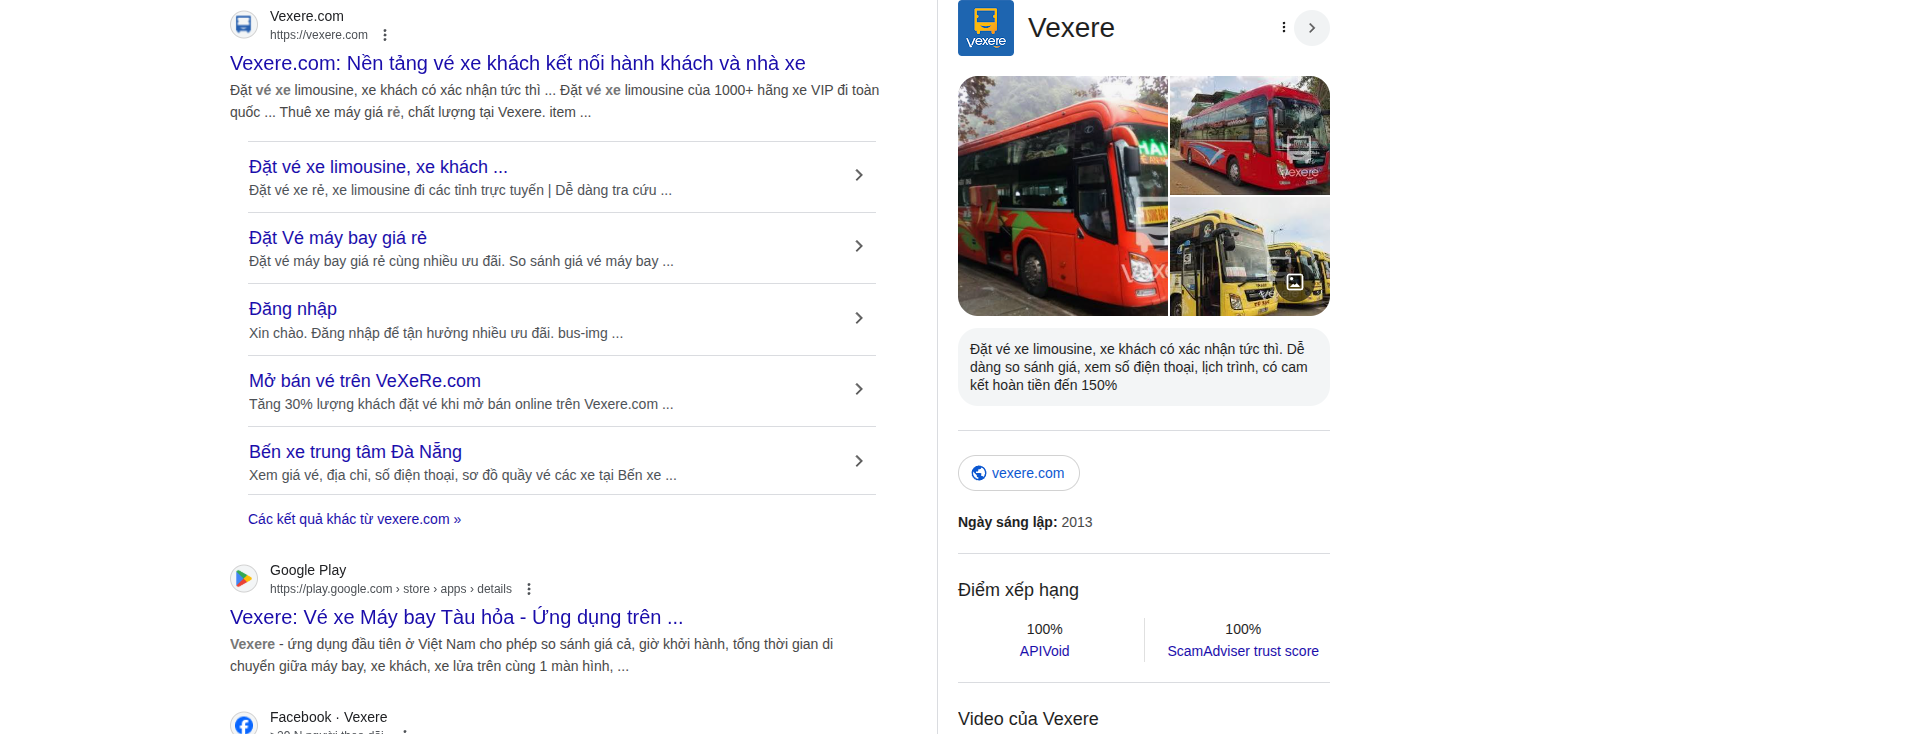 Vexere.com
https://vexere.com
Vexere.com: Nền tảng vé xe khách kết nối hành khách và nhà xe
Đặt vé xe limousine, xe khách có xác nhận tức thì ... Đặt vé xe limousine của 1000+ hãng xe VIP đi toàn
quốc ... Thuê xe máy giá rẻ, chất lượng tại Vexere. item ...
Đặt vé xe limousine, xe khách ...
Đặt vé xe rẻ, xe limousine đi các tỉnh trực tuyến | Dễ dàng tra cứu ...
Đặt Vé máy bay giá rẻ
Đặt vé máy bay giá rẻ cùng nhiều ưu đãi. So sánh giá vé máy bay ...
Đăng nhập
Xin chào. Đăng nhập để tận hưởng nhiều ưu đãi. bus-img ...
Mở bán vé trên VeXeRe.com
Tăng 30% lượng khách đặt vé khi mở bán online trên Vexere.com ...
Bến xe trung tâm Đà Nẵng
Xem giá vé, địa chỉ, số điện thoại, sơ đồ quầy vé các xe tại Bến xe ...
Các kết quả khác từ vexere.com »
Google Play
https://play.google.com › store › apps › details
Vexere: Vé xe Máy bay Tàu hỏa - Ứng dụng trên ...
Vexere - ứng dụng đầu tiên ở Việt Nam cho phép so sánh giá cả, giờ khởi hành, tổng thời gian di
chuyển giữa máy bay, xe khách, xe lửa trên cùng 1 màn hình, ...
Facebook · Vexere
Vexere
Vexere
Vexere
Đặt vé xe limousine, xe khách có xác nhận tức thì. Dễ
dàng so sánh giá, xem số điện thoại, lịch trình, có cam
kết hoàn tiền đến 150%
vexere.com
Ngày sáng lập: 2013
Điểm xếp hạng
100%
APIVoid
100%
ScamAdviser trust score
Video của Vexere